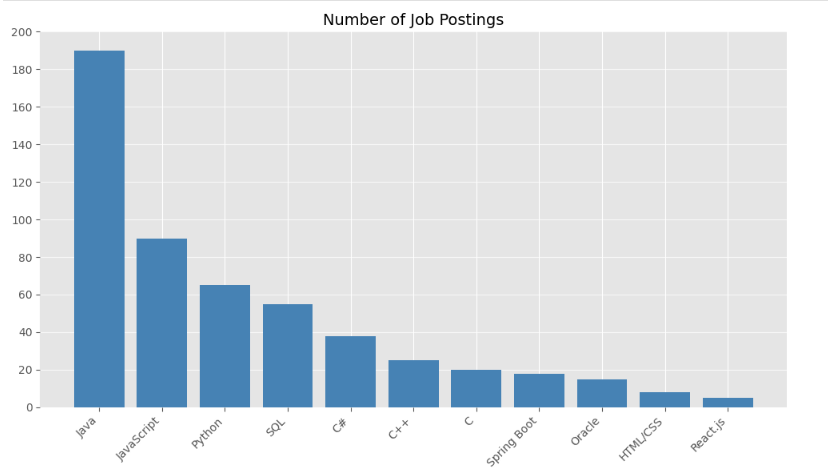 Number of Job Postings
200
180
160
140
120
100
80
60
40
20
0
Java
JavaScript
Python
SQL
C#
C++
C
Spring Boot
Oracle
HTML/CSS
React.js